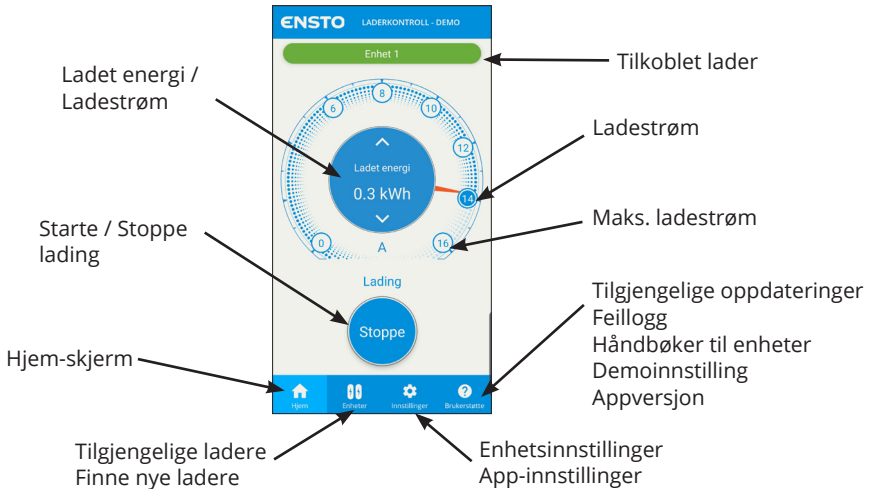 ENSTO LADERKONTROLL - DEMO
Enhet 1
Tilkoblet lader
Ladet energi /
Ladestrøm
0
6
8
10
12
14
16
Ladet energi
0.3 kWh
A
Ladestrøm
Maks. ladestrøm
Starte / Stoppe
lading
Lading
Stoppe
Tilgjengelige oppdateringer
Feillogg
Håndbøker til enheter
Demoinnstilling
Appversjon
Hjem-skjerm
Hjem
Enheter
Innstillinger
?
Brukerstøtte
Tilgjengelige ladere
Finne nye ladere
Enhetsinnstillinger
App-innstillinger